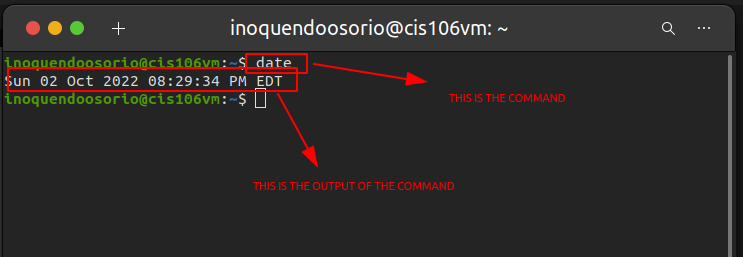 inoquendoosorio@cis106vm: ~
inoquendoosorio@cis106vm:~$ date
Sun 02 Oct 2022 08:29:34 PM EDT
inoquendoosorio@cis106vm:~$
THIS IS THE COMMAND
THIS IS THE OUTPUT OF THE COMMAND